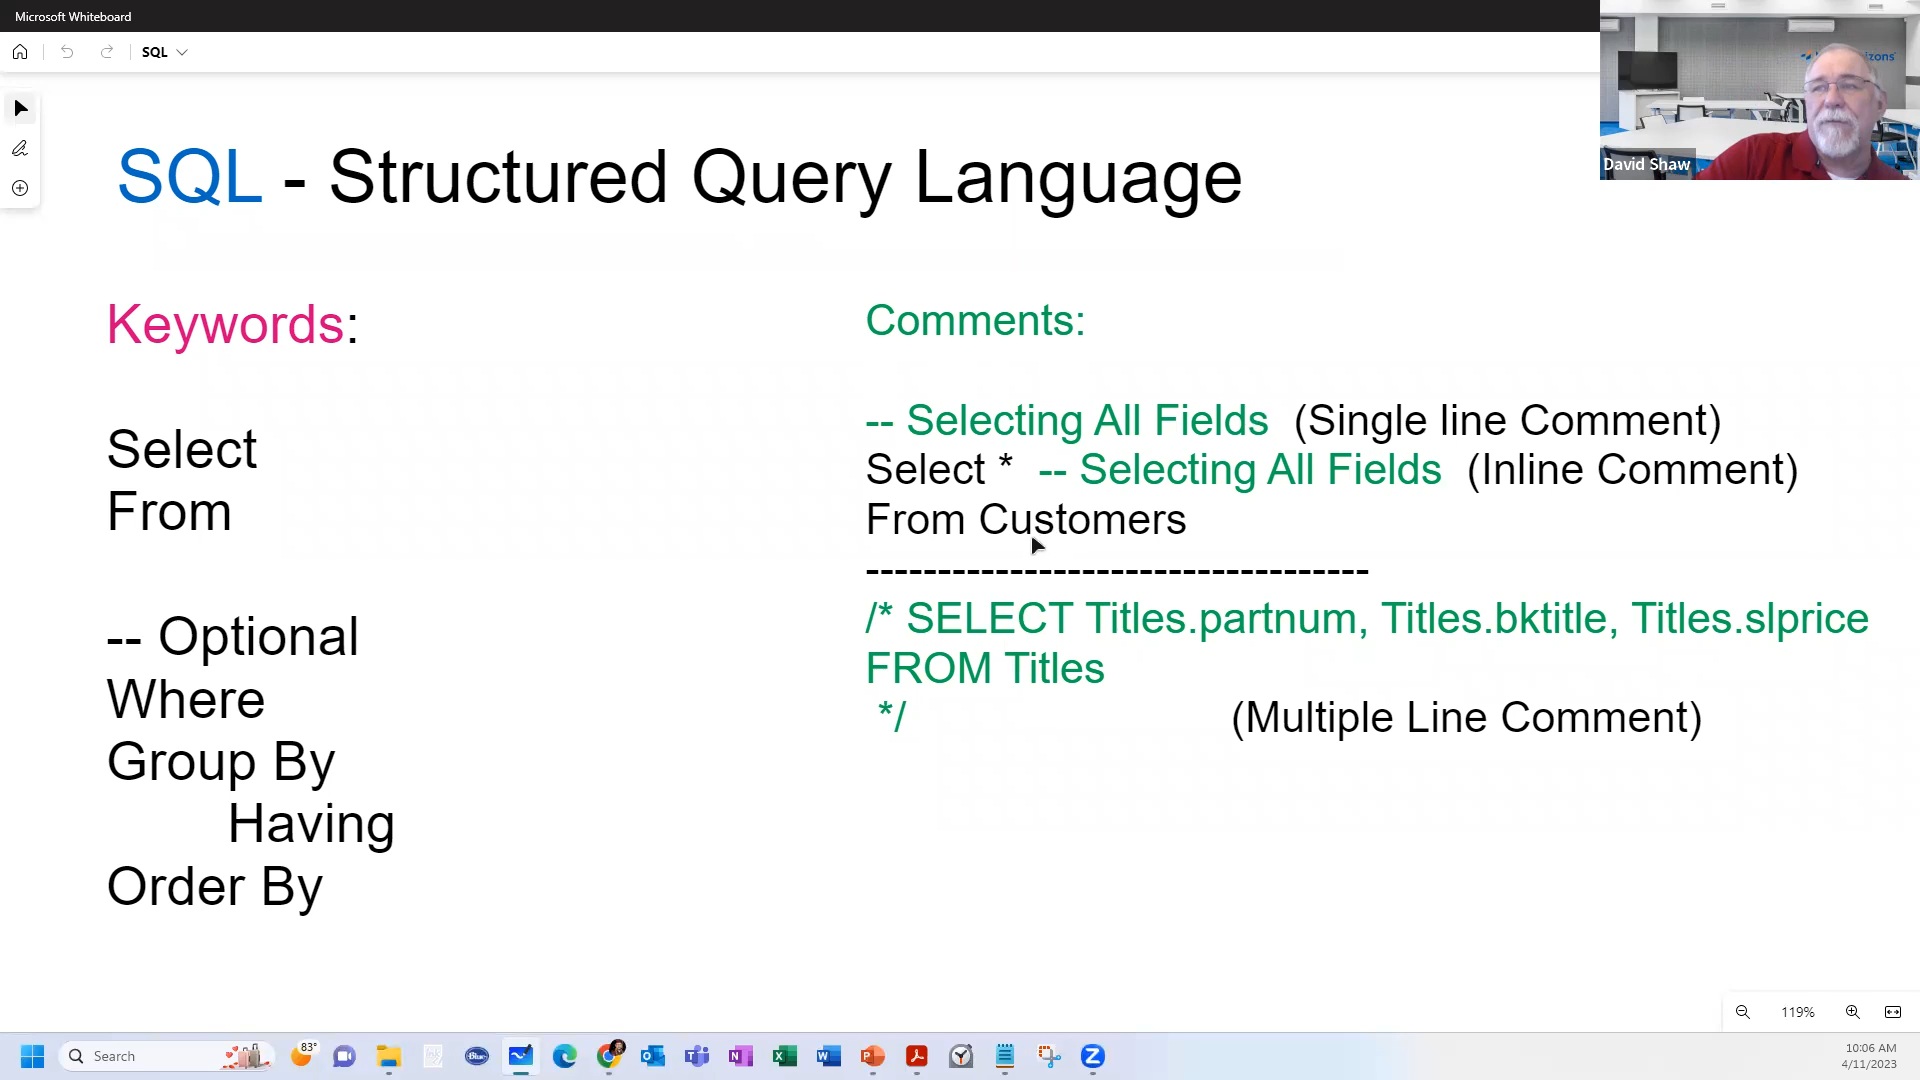 Microsoft Whiteboard
SQL
David Shaw
SQL - Structured Query Language
Keywords:
Select
From
-- Optional
Where
Group By
Having
Order By
Comments:
-- Selecting All Fields (Single line Comment)
Select * -- Selecting All Fields (Inline Comment)
From Customers
-----------------------------------
/* SELECT Titles.partnum, Titles.bktitle, Titles.slprice
FROM Titles
*/ (Multiple Line Comment)
119%
Search
83°
Blue
10:06 AM
4/11/2023